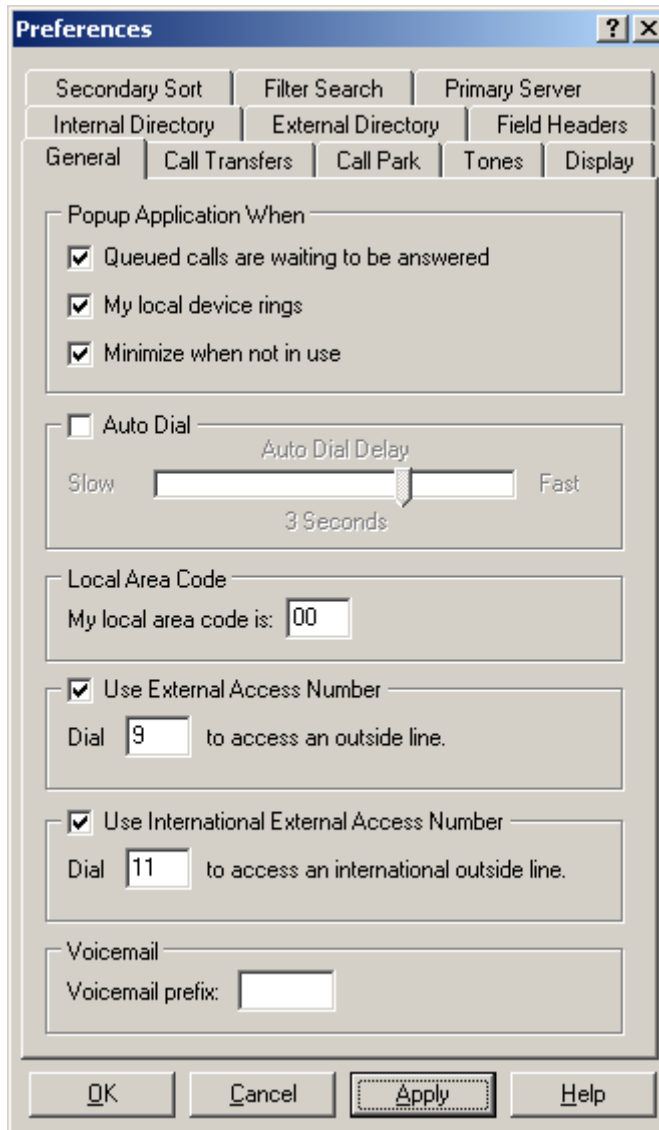 Preferences
Secondary Sort Filter Search Primary Server
Internal Directory External Directory Field Headers
General Call Transfers Call Park Tones Display
Popup Application When
Queued calls are waiting to be answered
My local device rings
Minimize when not in use
Auto Dial
Auto Dial Delay
Slow Fast
3 Seconds
Local Area Code
My local area code is: 00
Use External Access Number
Dial 9 to access an outside line.
Use International External Access Number
Dial 11 to access an international outside line.
Voicemail
Voicemail prefix:
OK Cancel Apply Help